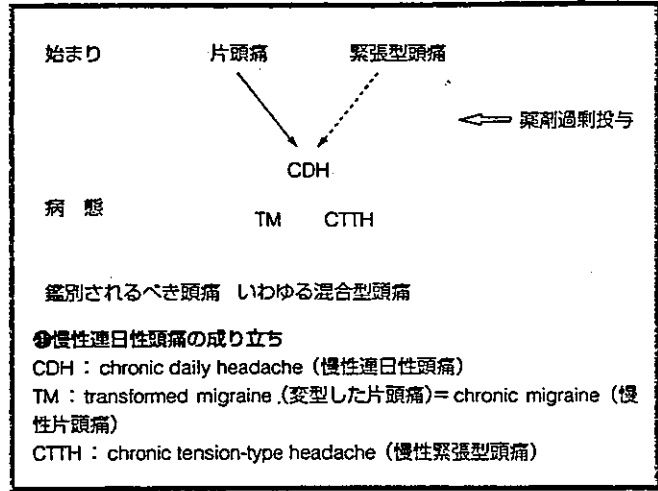 始まり 片頭痛 緊張型頭痛
薬剤過剰投与
CDH
病 態 TM CTTH
鑑別されるべき頭痛 いわゆる混合型頭痛
慢性連日性頭痛の成り立ち
CDH : chronic daily headache (慢性連日性頭痛)
TM : transformed migraine (変型した片頭痛) = chronic migraine (慢
性片頭痛)
CTTH : chronic tension-type headache (慢性緊張型頭痛)